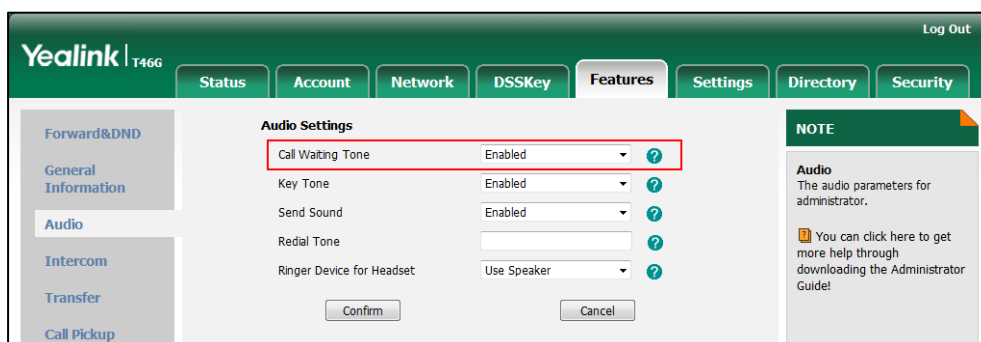 Log Out
Yealink T46G
Status Account Network DSSKey Features Settings Directory Security
Forward&DND
General
Information
Audio
Intercom
Transfer
Call Pickup
Audio Settings
Call Waiting Tone Enabled ?
Key Tone Enabled ?
Send Sound Enabled ?
Redial Tone ?
Ringer Device for Headset Use Speaker ?
Confirm Cancel
NOTE
Audio
The audio parameters for
administrator.
? You can click here to get
more help through
downloading the Administrator
Guide!